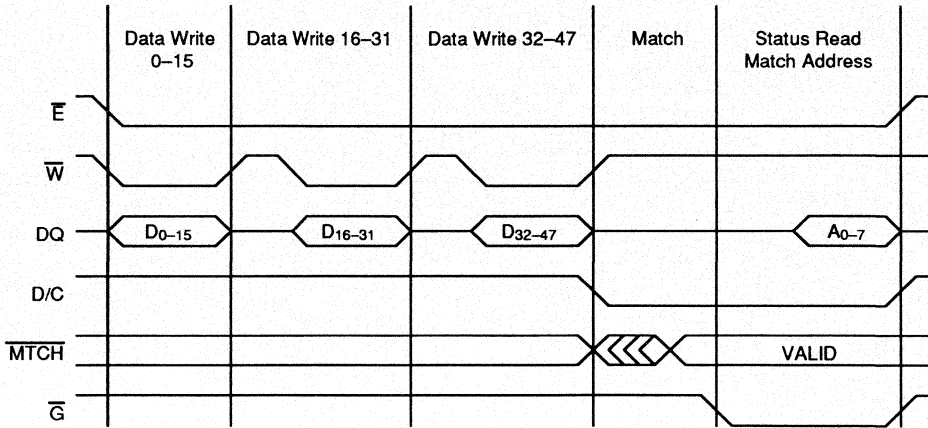 Data Write 0–15
Data Write 16–31
Data Write 32–47
Match
Status Read Match Address
E̅
W̅
DQ
D0–15
D16–31
D32–47
A0–7
D/C
M̅T̅C̅H̅
VALID
G̅